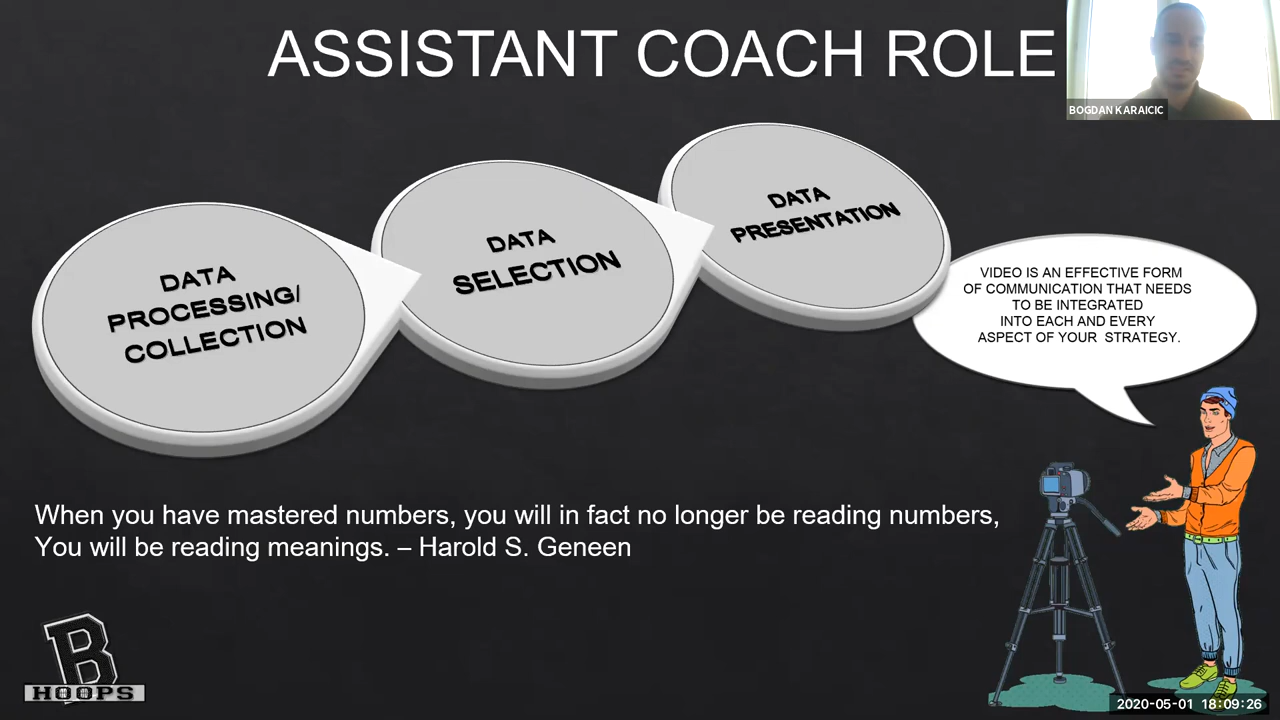 ASSISTANT COACH ROLE
BOGDAN KARAICIC
DATA
PROCESSING/
COLLECTION
DATA
SELECTION
DATA
PRESENTATION
VIDEO IS AN EFFECTIVE FORM
OF COMMUNICATION THAT NEEDS
TO BE INTEGRATED
INTO EACH AND EVERY
ASPECT OF YOUR STRATEGY.
When you have mastered numbers, you will in fact no longer be reading numbers,
You will be reading meanings. – Harold S. Geneen
B
HOOPS
2020-05-01 18:09:26